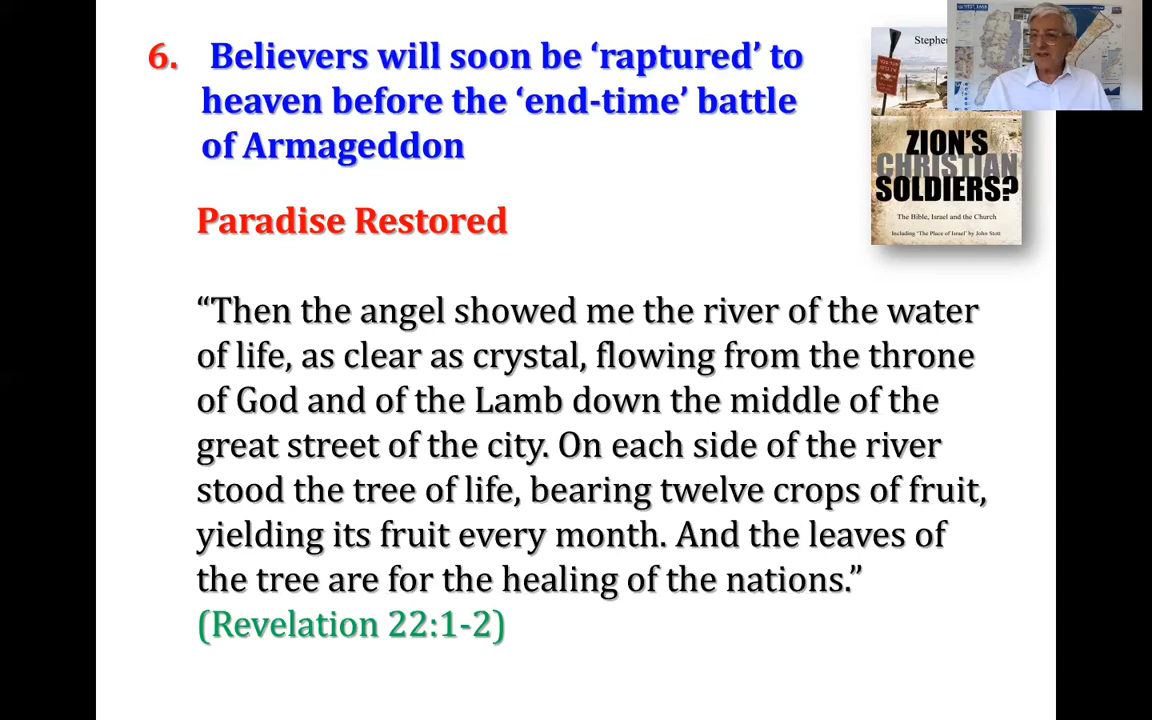 6. Believers will soon be ‘raptured’ to
heaven before the ‘end-time’ battle
of Armageddon
Paradise Restored
“Then the angel showed me the river of the water
of life, as clear as crystal, flowing from the throne
of God and of the Lamb down the middle of the
great street of the city. On each side of the river
stood the tree of life, bearing twelve crops of fruit,
yielding its fruit every month. And the leaves of
the tree are for the healing of the nations.”
(Revelation 22:1-2)
ZION'S
CHRISTIAN
SOLDIERS?
The Bible, Israel and the Church
Including 'The Place of Israel' by John Stott